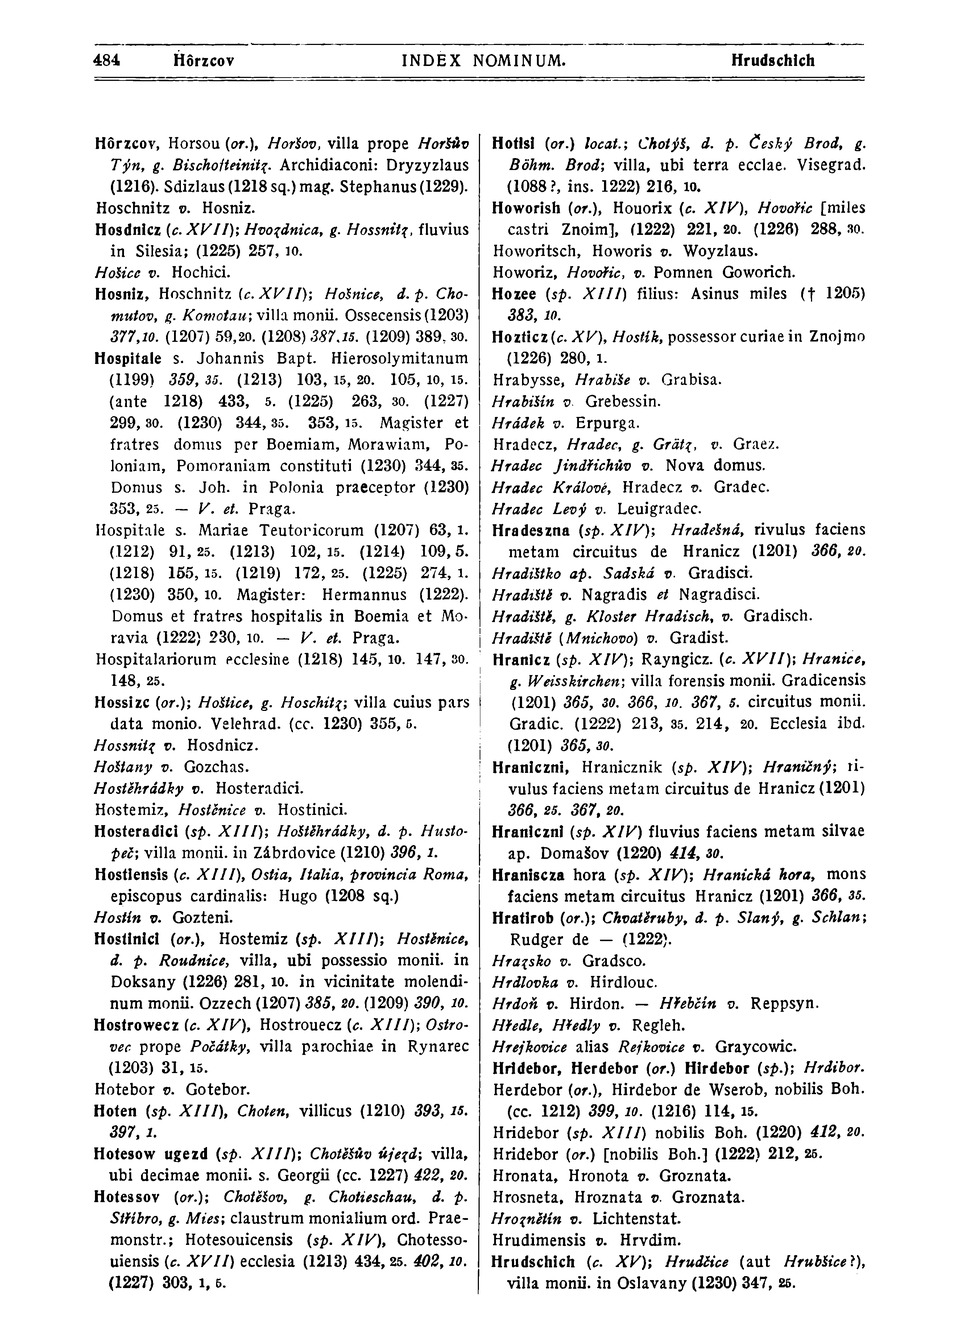 484 Hôrzcov INDEX NOMINUM. Hrudschich
Hôrzcov, Horsou (or.), Horšov, villa prope Horšův
Týn, g. Bischofteinitz. Archidiaconi: Dryzyzlaus
(1216). Sdizlaus (1218 sq.) mag. Stephanus (1229).
Hoschnitz v. Hosniz.
Hosdnicz (c. XVII); Hvozdnica, g. Hossnitz, fluvius
in Silesia; (1225) 257, 10.
Hošice v. Hochici.
Hosniz, Hoschnitz (c. XVII); Hošnice, d. p. Cho-
mutov, g. Komotau; villa monii. Ossecensis (1203)
377,10. (1207) 59,20. (1208) 387,15. (1209) 389, 30.
Hospitale s. Johannis Bapt. Hierosolymitanum
(1199) 359, 35. (1213) 103, 15, 20. 105, 10, 15.
(ante 1218) 433, 5. (1225) 263, 30. (1227)
299, 30. (1230) 344, 35. 353, 15. Magister et
fratres domus per Boemiam, Morawiam, Po-
loniam, Pomoraniam constituti (1230) 344, 35.
Domus s. Joh. in Polonia praeceptor (1230)
353, 25. — V. et. Praga.
Hospitale s. Mariae Teutonicorum (1207) 63, 1.
(1212) 91, 25. (1213) 102, 15. (1214) 109, 5.
(1218) 155, 15. (1219) 172, 25. (1225) 274, 1.
(1230) 350, 10. Magister: Hermannus (1222).
Domus et fratres hospitalis in Boemia et Mo-
ravia (1222) 230, 10. — V. et. Praga.
Hospitalariorum ecclesine (1218) 145, 10. 147, 30.
148, 25.
Hossizc (or.); Hoštice, g. Hoschitz; villa cuius pars
data monio. Velehrad. (cc. 1230) 355, 5.
Hossnitz v. Hosdnicz.
Hoštany v. Gozchas.
Hostěhrádky v. Hosteradici.
Hostemiz, Hostěnice v. Hostinici.
Hosteradici (sp. XIII); Hoštěhrádky, d. p. Husto-
peč; villa monii. in Zábrdovice (1210) 396, 1.
Hostiensis (c. XIII), Ostia, Italia, provincia Roma,
episcopus cardinalis: Hugo (1208 sq.)
Hostín v. Gozteni.
Hostinici (or.), Hostemiz (sp. XIII); Hostěnice,
d. p. Roudnice, villa, ubi possessio monii. in
Doksany (1226) 281, 10. in vicinitate molendi-
num monii. Ozzech (1207) 385, 20. (1209) 390, 10.
Hostrowecz (c. XIV), Hostrouecz (c. XIII); Ostro-
vec prope Počátky, villa parochiae in Rynarec
(1203) 31, 15.
Hotebor v. Gotebor.
Hoten (sp. XIII), Choten, villicus (1210) 393, 15.
397, 1.
Hotesow ugezd (sp. XIII); Chotěšův újezd; villa,
ubi decimae monii. s. Georgii (cc. 1227) 422, 20.
Hotessov (or.); Chotěšov, g. Chotieschau, d. p.
Stříbro, g. Mies; claustrum monialium ord. Prae-
monstr.; Hotesouicensis (sp. XIV), Chotesso-
uiensis (c. XVII) ecclesia (1213) 434, 25. 402, 10.
(1227) 303, 1, 5.
Hotisi (or.) locat.; Chotýš, d. p. Český Brod, g.
Böhm. Brod; villa, ubi terra ecclae. Visegrad.
(1088?, ins. 1222) 216, 10.
Howorish (or.), Houorix (c. XIV), Hovořic [miles
castri Znoim], (1222) 221, 20. (1226) 288, 30.
Howoritsch, Howoris v. Woyzlaus.
Howoriz, Hovořic, v. Pomnen Goworich.
Hozee (sp. XIII) filius: Asinus miles († 1205)
383, 10.
Hozticz (c. XV), Hostík, possessor curiae in Znojmo
(1226) 280, 1.
Hrabysse, Hrabiše v. Grabisa.
Hrabišín v. Grebessin.
Hrádek v. Erpurga.
Hradecz, Hradec, g. Grätz, v. Graez.
Hradec Jindřichův v. Nova domus.
Hradec Králové, Hradecz v. Gradec.
Hradec Levý v. Leuigradec.
Hradeszna (sp. XIV); Hradešná, rivulus faciens
metam circuitus de Hranicz (1201) 366, 20.
Hradištko ap. Sadská v. Gradisci.
Hradiště v. Nagradis et Nagradisci.
Hradiště, g. Kloster Hradisch, v. Gradisch.
Hradiště (Mnichovo) v. Gradist.
Hranicz (sp. XIV); Rayngicz. (c. XVII); Hranice,
g. Weisskirchen; villa forensis monii. Gradicensis
(1201) 365, 30. 366, 10. 367, 5. circuitus monii.
Gradic. (1222) 213, 35. 214, 20. Ecclesia ibd.
(1201) 365, 30.
Hraniczni, Hranicznik (sp. XIV); Hraničný; ri-
vulus faciens metam circuitus de Hranicz (1201)
366, 25. 367, 20.
Hranicznl (sp. XIV) fluvius faciens metam silvae
ap. Domašov (1220) 414, 30.
Hraniscza hora (sp. XIV); Hranická hora, mons
faciens metam circuitus Hranicz (1201) 366, 35.
Hratirob (or.); Chvatěruby, d. p. Slaný, g. Schlan;
Rudger de — (1222).
Hrazsko v. Gradsco.
Hrdlovka v. Hirdlouc.
Hrdoň v. Hirdon. — Hřebčín v. Reppsyn.
Hředle, Hředly v. Regleh.
Hrejkovice alias Rejkovice v. Graycowic.
Hridebor, Herdebor (or.) Hirdebor (sp.); Hrdibor.
Herdebor (or.), Hirdebor de Wserob, nobilis Boh.
(cc. 1212) 399, 10. (1216) 114, 15.
Hridebor (sp. XIII) nobilis Boh. (1220) 412, 20.
Hridebor (or.) [nobilis Boh.] (1222) 212, 25.
Hronata, Hronota v. Groznata.
Hrosneta, Hroznata v. Groznata.
Hroznětín v. Lichtenstat.
Hrudimensis v. Hrvdim.
Hrudschich (c. XV); Hrudčice (aut Hrubšice?),
villa monii. in Oslavany (1230) 347, 25.